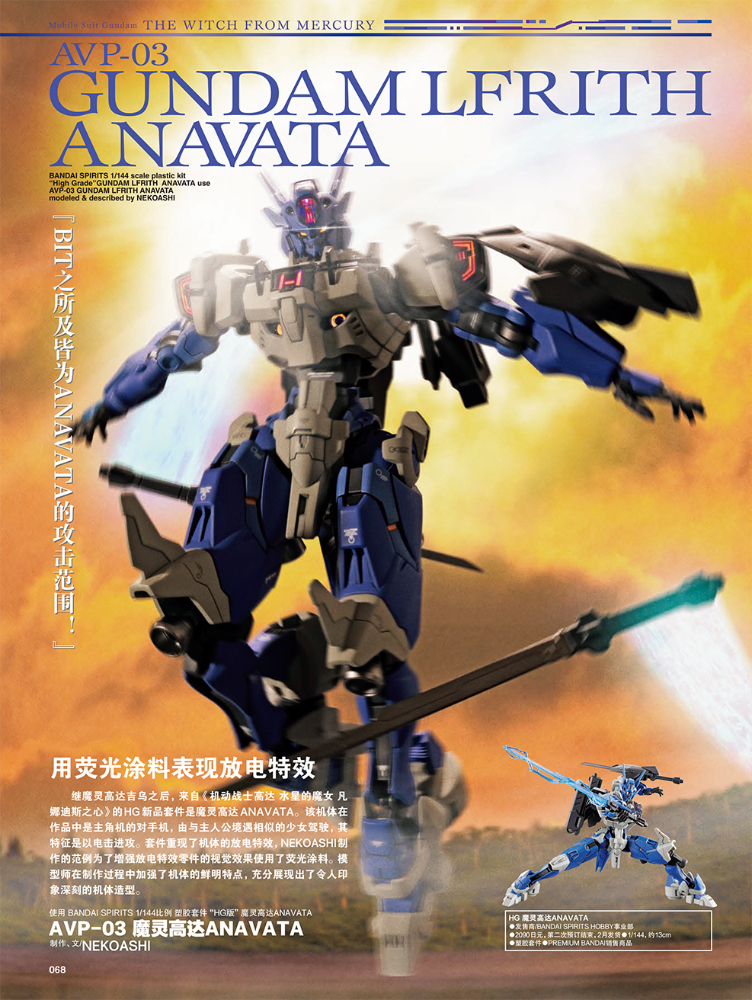 Mobile Suit Gundam THE WITCH FROM MERCURY
AVP-03
GUNDAM LFRITH
ANAVATA
BANDAI SPIRITS 1/144 scale plastic kit
“High Grade”GUNDAM LFRITH ANAVATA use
AVP-03 GUNDAM LFRITH ANAVATA
modeled & described by NEKOASHI
『BIT之所及皆为ANAVATA的攻击范围！』
用荧光涂料表现放电特效
继魔灵高达吉乌之后，来自《机动战士高达 水星的魔女 凡
娜迪斯之心》的HG新品套件是魔灵高达ANAVATA。该机体在
作品中是主角机的对手机，由与主人公境遇相似的少女驾驶，其
特征是以电击进攻。套件重现了机体的放电特效，NEKOASHI制
作的范例为了增强放电特效零件的视觉效果使用了荧光涂料。模
型师在制作过程中加强了机体的鲜明特点，充分展现出了令人印
象深刻的机体造型。
使用 BANDAI SPIRITS 1/144比例 塑胶套件 “HG版” 魔灵高达ANAVATA
AVP-03 魔灵高达ANAVATA
制作、文/NEKOASHI
HG 魔灵高达ANAVATA
●发售商/BANDAI SPIRITS HOBBY事业部
●2090日元，第二次预订结束，2月发货●1/144，约13cm
●塑胶套件●PREMIUM BANDAI销售商品
068